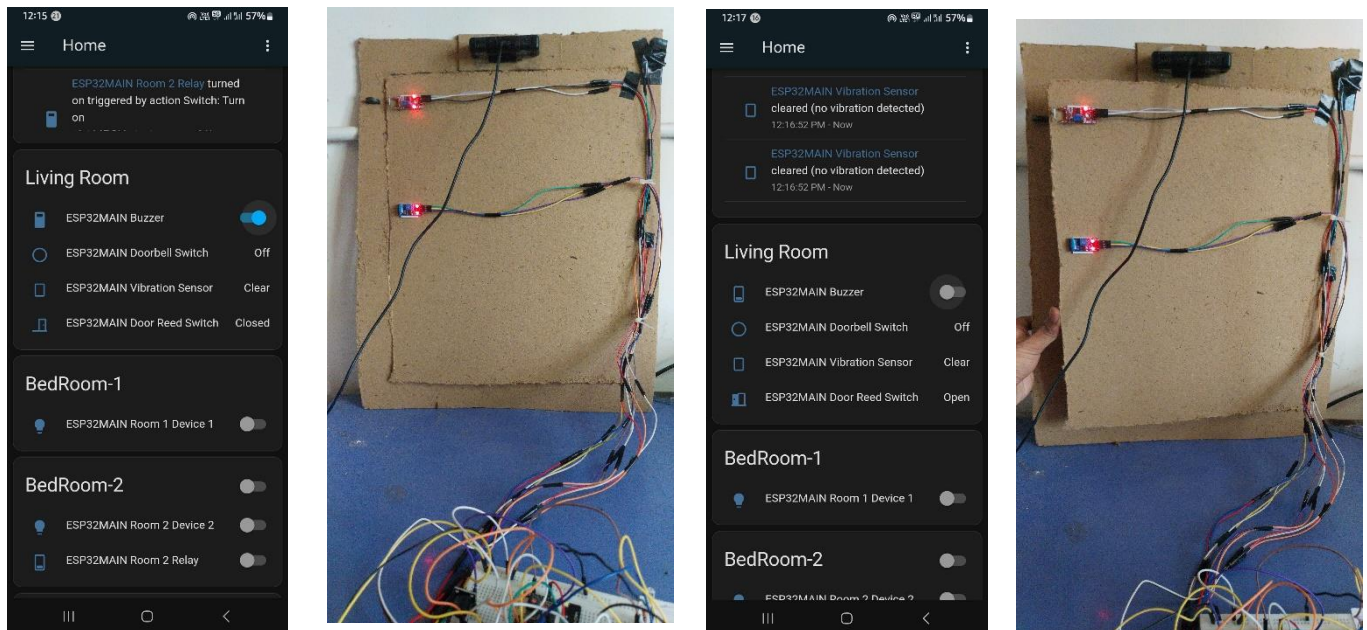 12:15
57%
Home
ESP32MAIN Room 2 Relay turned
on triggered by action Switch: Turn
on
Living Room
ESP32MAIN Buzzer
ESP32MAIN Doorbell Switch Off
ESP32MAIN Vibration Sensor Clear
ESP32MAIN Door Reed Switch Closed
BedRoom-1
ESP32MAIN Room 1 Device 1
BedRoom-2
ESP32MAIN Room 2 Device 2
ESP32MAIN Room 2 Relay
12:17
57%
Home
ESP32MAIN Vibration Sensor
cleared (no vibration detected)
12:16:52 PM - Now
ESP32MAIN Vibration Sensor
cleared (no vibration detected)
12:16:52 PM - Now
Living Room
ESP32MAIN Buzzer
ESP32MAIN Doorbell Switch Off
ESP32MAIN Vibration Sensor Clear
ESP32MAIN Door Reed Switch Open
BedRoom-1
ESP32MAIN Room 1 Device 1
BedRoom-2
ESP32MAIN Room 2 Device 2